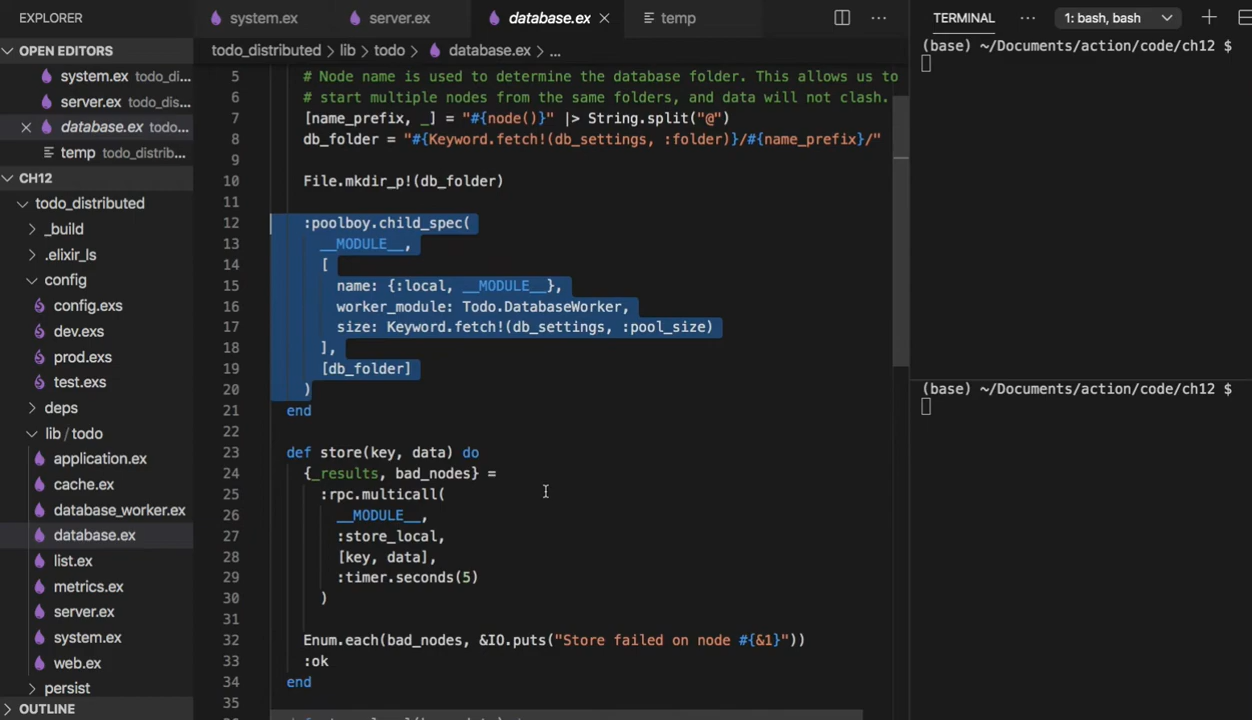 EXPLORER
system.ex
server.ex
database.ex
temp
TERMINAL
1: bash, bash
OPEN EDITORS
system.ex todo_di...
server.ex todo_dis...
database.ex todo...
temp todo_distrib...
CH12
todo_distributed
_build
.elixir_ls
config
config.exs
dev.exs
prod.exs
test.exs
deps
lib / todo
application.ex
cache.ex
database_worker.ex
database.ex
list.ex
metrics.ex
server.ex
system.ex
web.ex
persist
OUTLINE
todo_distributed > lib > todo > database.ex > ...
5 # Node name is used to determine the database folder. This allows us to
6 # start multiple nodes from the same folders, and data will not clash.
7 [name_prefix, _] = "#{node()}" |> String.split("@")
8 db_folder = "#{Keyword.fetch!(db_settings, :folder)}/#{name_prefix}/"
9
10 File.mkdir_p!(db_folder)
11
12 :poolboy.child_spec(
13 __MODULE__,
14 [
15 name: {:local, __MODULE__},
16 worker_module: Todo.DatabaseWorker,
17 size: Keyword.fetch!(db_settings, :pool_size)
18 ],
19 [db_folder]
20 )
21 end
22
23 def store(key, data) do
24 {_results, bad_nodes} =
25 :rpc.multicall(
26 __MODULE__,
27 :store_local,
28 [key, data],
29 :timer.seconds(5)
30 )
31
32 Enum.each(bad_nodes, &IO.puts("Store failed on node #{&1}"))
33 :ok
34 end
35
(base) ~/Documents/action/code/ch12 $
(base) ~/Documents/action/code/ch12 $